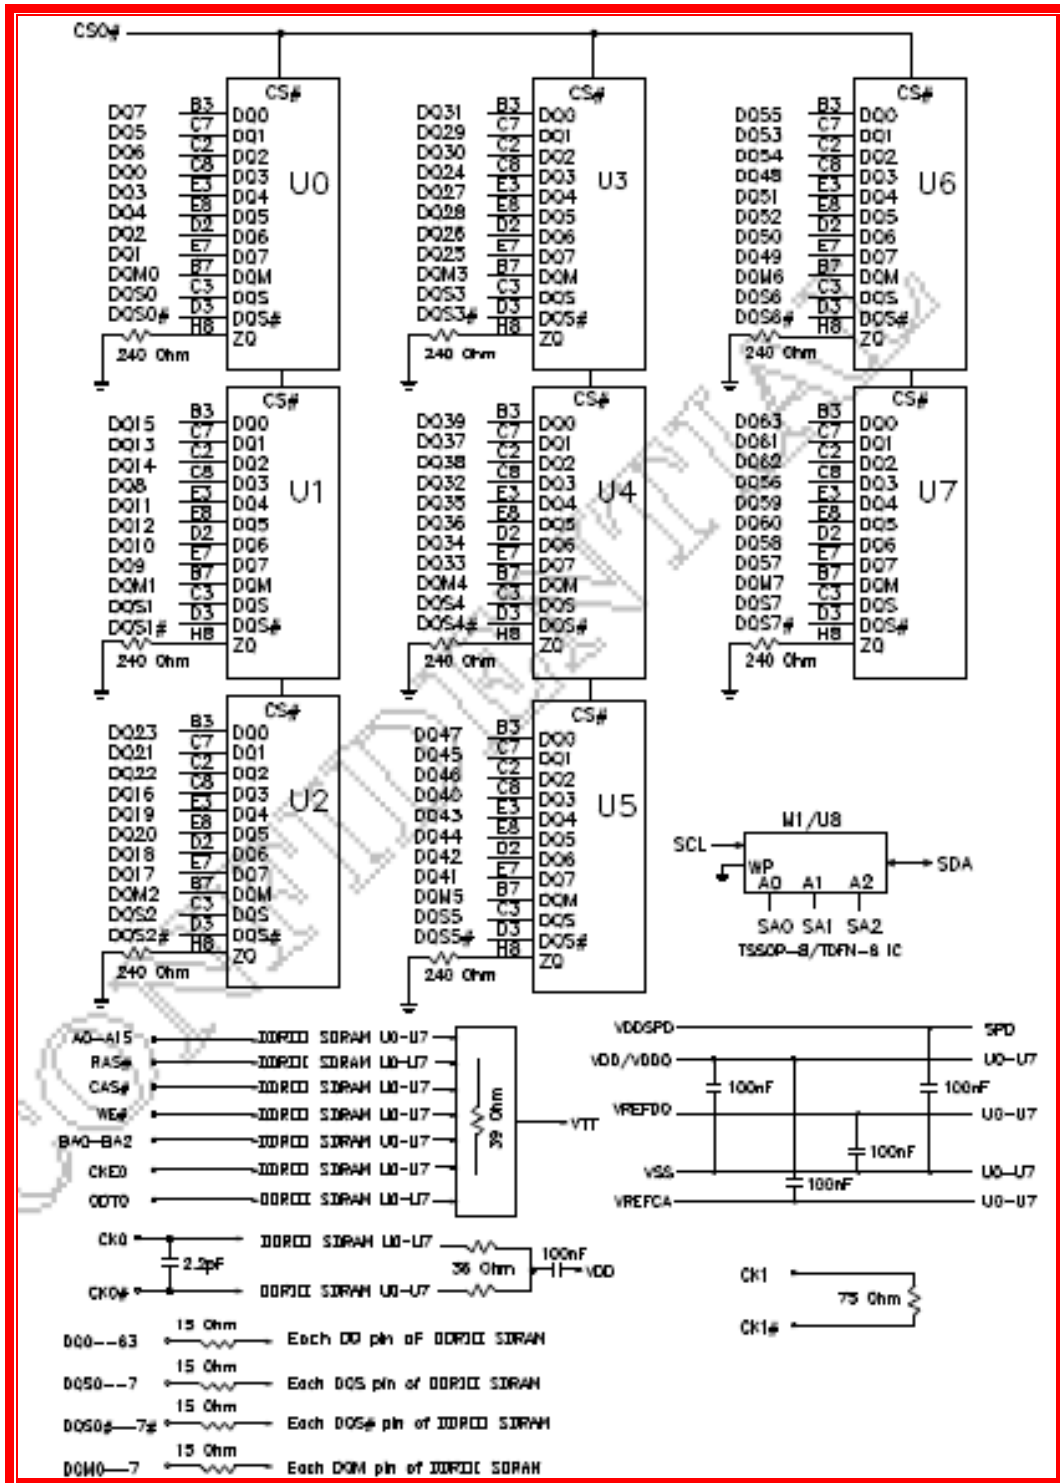 CS0#
CS#
DQ7 B3 DQ0
DQ5 C7 DQ1
DQ6 C2 DQ2
DQ0 C8 DQ3
DQ3 E3 DQ4
DQ4 E8 DQ5
DQ2 D2 DQ6
DQ1 E7 DQ7
DQM0 B7 DQM
DQS0 C3 DQS
DQS0# D3 DQS#
H8 ZQ
240 Ohm
U0
CS#
DQ15 B3 DQ0
DQ13 C7 DQ1
DQ14 C2 DQ2
DQ8 C8 DQ3
DQ11 E3 DQ4
DQ12 E8 DQ5
DQ10 D2 DQ6
DQ9 E7 DQ7
DQM1 B7 DQM
DQS1 C3 DQS
DQS1# D3 DQS#
H8 ZQ
240 Ohm
U1
CS#
DQ23 B3 DQ0
DQ21 C7 DQ1
DQ22 C2 DQ2
DQ16 C8 DQ3
DQ19 E3 DQ4
DQ20 E8 DQ5
DQ18 D2 DQ6
DQ17 E7 DQ7
DQM2 B7 DQM
DQS2 C3 DQS
DQS2# D3 DQS#
H8 ZQ
240 Ohm
U2
CS#
DQ31 B3 DQ0
DQ29 C7 DQ1
DQ30 C2 DQ2
DQ24 C8 DQ3
DQ27 E3 DQ4
DQ28 E8 DQ5
DQ26 D2 DQ6
DQ25 E7 DQ7
DQM3 B7 DQM
DQS3 C3 DQS
DQS3# D3 DQS#
H8 ZQ
240 Ohm
U3
CS#
DQ39 B3 DQ0
DQ37 C7 DQ1
DQ38 C2 DQ2
DQ32 C8 DQ3
DQ35 E3 DQ4
DQ36 E8 DQ5
DQ34 D2 DQ6
DQ33 E7 DQ7
DQM4 B7 DQM
DQS4 C3 DQS
DQS4# D3 DQS#
H8 ZQ
240 Ohm
U4
CS#
DQ47 B3 DQ0
DQ45 C7 DQ1
DQ46 C2 DQ2
DQ40 C8 DQ3
DQ43 E3 DQ4
DQ44 E8 DQ5
DQ42 D2 DQ6
DQ41 E7 DQ7
DQM5 B7 DQM
DQS5 C3 DQS
DQS5# D3 DQS#
H8 ZQ
240 Ohm
U5
CS#
DQ55 B3 DQ0
DQ53 C7 DQ1
DQ54 C2 DQ2
DQ48 C8 DQ3
DQ51 E3 DQ4
DQ52 E8 DQ5
DQ50 D2 DQ6
DQ49 E7 DQ7
DQM6 B7 DQM
DQS6 C3 DQS
DQS6# D3 DQS#
H8 ZQ
240 Ohm
U6
CS#
DQ63 B3 DQ0
DQ61 C7 DQ1
DQ62 C2 DQ2
DQ56 C8 DQ3
DQ59 E3 DQ4
DQ60 E8 DQ5
DQ58 D2 DQ6
DQ57 E7 DQ7
DQM7 B7 DQM
DQS7 C3 DQS
DQS7# D3 DQS#
H8 ZQ
240 Ohm
U7
M1/U8
SCL WP SDA
A0 A1 A2
SA0 SA1 SA2
TSSOP-8/TDFN-8 IC
A0-A15 DDRIII SDRAM U0-U7
RAS# DDRIII SDRAM U0-U7
CAS# DDRIII SDRAM U0-U7
WE# DDRIII SDRAM U0-U7
BA0-BA2 DDRIII SDRAM U0-U7
CKE0 DDRIII SDRAM U0-U7
ODT0 DDRIII SDRAM U0-U7
39 Ohm
VTT
VDDSPD SPD
VDD/VDDQ U0-U7
100nF 100nF
VREFDQ U0-U7
100nF
VSS U0-U7
100nF
VREFCA U0-U7
CK0 DDRIII SDRAM U0-U7
2.2pF 36 Ohm 100nF VDD
CK0# DDRIII SDRAM U0-U7
CK1
75 Ohm
CK1#
DQ0--63 15 Ohm Each DQ pin of DDRIII SDRAM
DQS0--7 15 Ohm Each DQS pin of DDRIII SDRAM
DQS0#--7# 15 Ohm Each DQS# pin of DDRIII SDRAM
DQM0--7 15 Ohm Each DQM pin of DDRIII SDRAM
CONFIDENTIAL